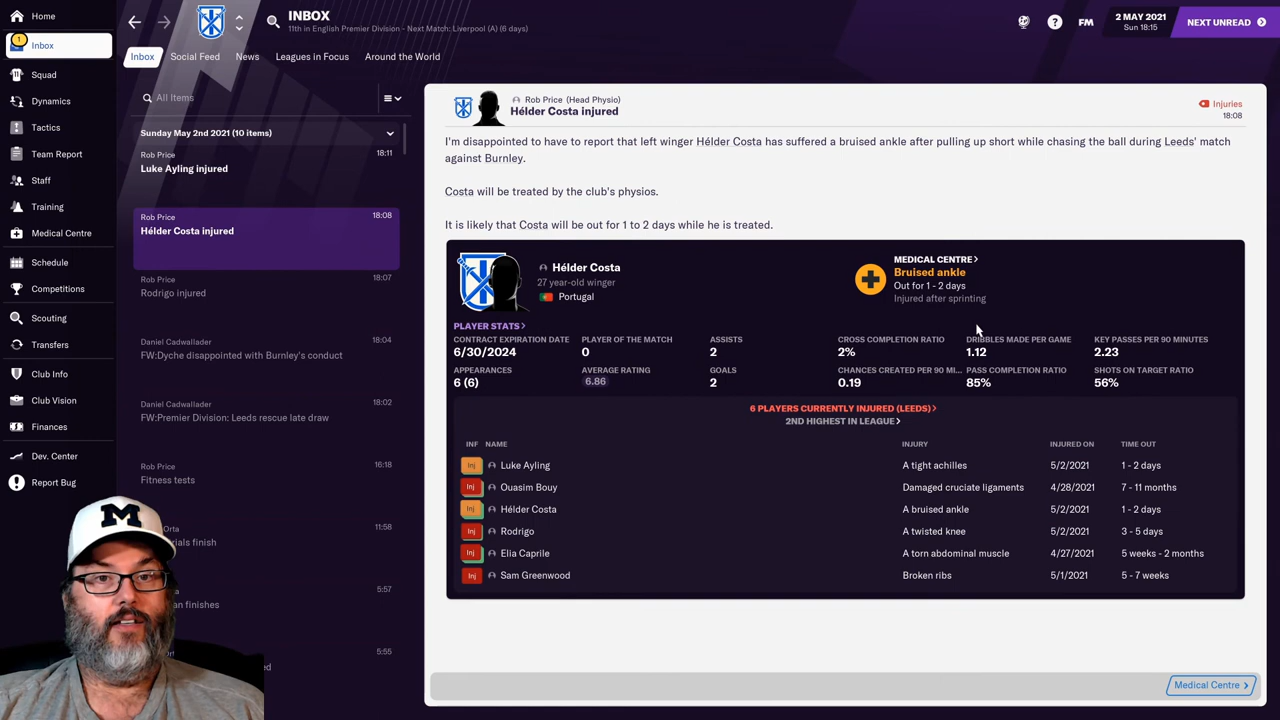 Home
1
Inbox
Squad
Dynamics
Tactics
Team Report
Staff
Training
Medical Centre
Schedule
Competitions
Scouting
Transfers
Club Info
Club Vision
Finances
Dev. Center
Report Bug
INBOX
11th in English Premier Division - Next Match: Liverpool (A) (6 days)
?
FM
2 MAY 2021
Sun 18:15
NEXT UNREAD
Inbox
Social Feed
News
Leagues in Focus
Around the World
All Items
Sunday May 2nd 2021 (10 items)
Rob Price 18:11
Luke Ayling injured
Rob Price 18:08
Hélder Costa injured
Rob Price 18:07
Rodrigo injured
Daniel Cadwallader 18:04
FW:Dyche disappointed with Burnley's conduct
Daniel Cadwallader 18:02
FW:Premier Division: Leeds rescue late draw
Rob Price 16:18
Fitness tests
Orta 11:58
rials finish
5:57
an finishes
5:55
ed
Rob Price (Head Physio)
Hélder Costa injured
Injuries
18:08
I'm disappointed to have to report that left winger Hélder Costa has suffered a bruised ankle after pulling up short while chasing the ball during Leeds' match
against Burnley.
Costa will be treated by the club's physios.
It is likely that Costa will be out for 1 to 2 days while he is treated.
Hélder Costa
27 year-old winger
Portugal
MEDICAL CENTRE
Bruised ankle
Out for 1 - 2 days
Injured after sprinting
PLAYER STATS
CONTRACT EXPIRATION DATE PLAYER OF THE MATCH ASSISTS CROSS COMPLETION RATIO DRIBBLES MADE PER GAME KEY PASSES PER 90 MINUTES
6/30/2024 0 2 2% 1.12 2.23
APPEARANCES AVERAGE RATING GOALS CHANCES CREATED PER 90 MI... PASS COMPLETION RATIO SHOTS ON TARGET RATIO
6 (6) 6.86 2 0.19 85% 56%
6 PLAYERS CURRENTLY INJURED (LEEDS)
2ND HIGHEST IN LEAGUE
INF NAME INJURY INJURED ON TIME OUT
Inj Luke Ayling A tight achilles 5/2/2021 1 - 2 days
Inj Ouasim Bouy Damaged cruciate ligaments 4/28/2021 7 - 11 months
Inj Hélder Costa A bruised ankle 5/2/2021 1 - 2 days
Inj Rodrigo A twisted knee 5/2/2021 3 - 5 days
Inj Elia Caprile A torn abdominal muscle 4/27/2021 5 weeks - 2 months
Inj Sam Greenwood Broken ribs 5/1/2021 5 - 7 weeks
Medical Centre
M